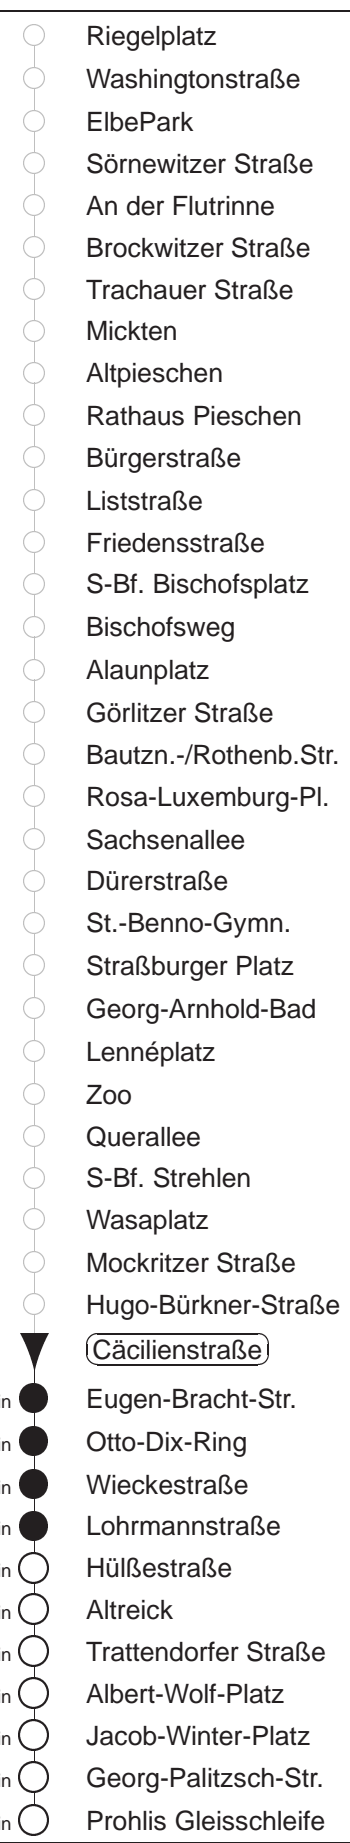 Riegelplatz
Washingtonstraße
ElbePark
Sörnewitzer Straße
An der Flutrinne
Brockwitzer Straße
Trachauer Straße
Mickten
Altpieschen
Rathaus Pieschen
Bürgerstraße
Liststraße
Friedensstraße
S-Bf. Bischofsplatz
Bischofsweg
Alaunplatz
Görlitzer Straße
Bautzn.-/Rothenb.Str.
Rosa-Luxemburg-Pl.
Sachsenallee
Dürerstraße
St.-Benno-Gymn.
Straßburger Platz
Georg-Arnhold-Bad
Lennéplatz
Zoo
Querallee
S-Bf. Strehlen
Wasaplatz
Mockritzer Straße
Hugo-Bürkner-Straße
Cäcilienstraße
Eugen-Bracht-Str.
Otto-Dix-Ring
Wieckestraße
Lohrmannstraße
Hülßestraße
Altreick
Trattendorfer Straße
Albert-Wolf-Platz
Jacob-Winter-Platz
Georg-Palitzsch-Str.
Prohlis Gleisschleife